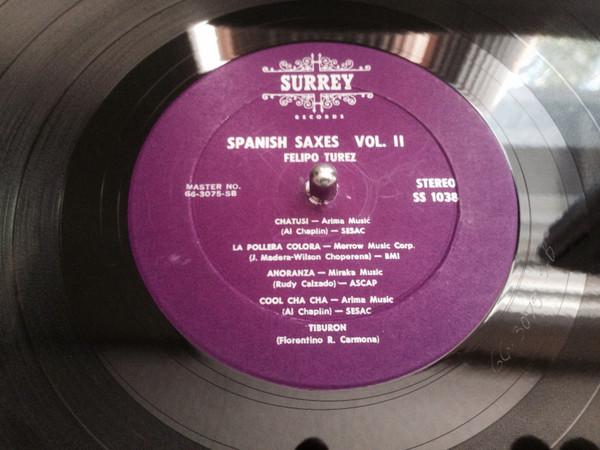 SURREY
RECORDS
SPANISH SAXES VOL. II
FELIPO TUREZ
MASTER NO.
66-3075-SB
STEREO
SS 1038
CHATUSI — Arima Music
(Al Chaplin) — SESAC
LA POLLERA COLORA — Morrow Music Corp.
(J. Madera-Wilson Choperena) — BMI
ANORANZA — Miraka Music
(Rudy Calzado) — ASCAP
COOL CHA CHA — Arima Music
(Al Chaplin) — SESAC
TIBURON
(Florentino R. Carmona)